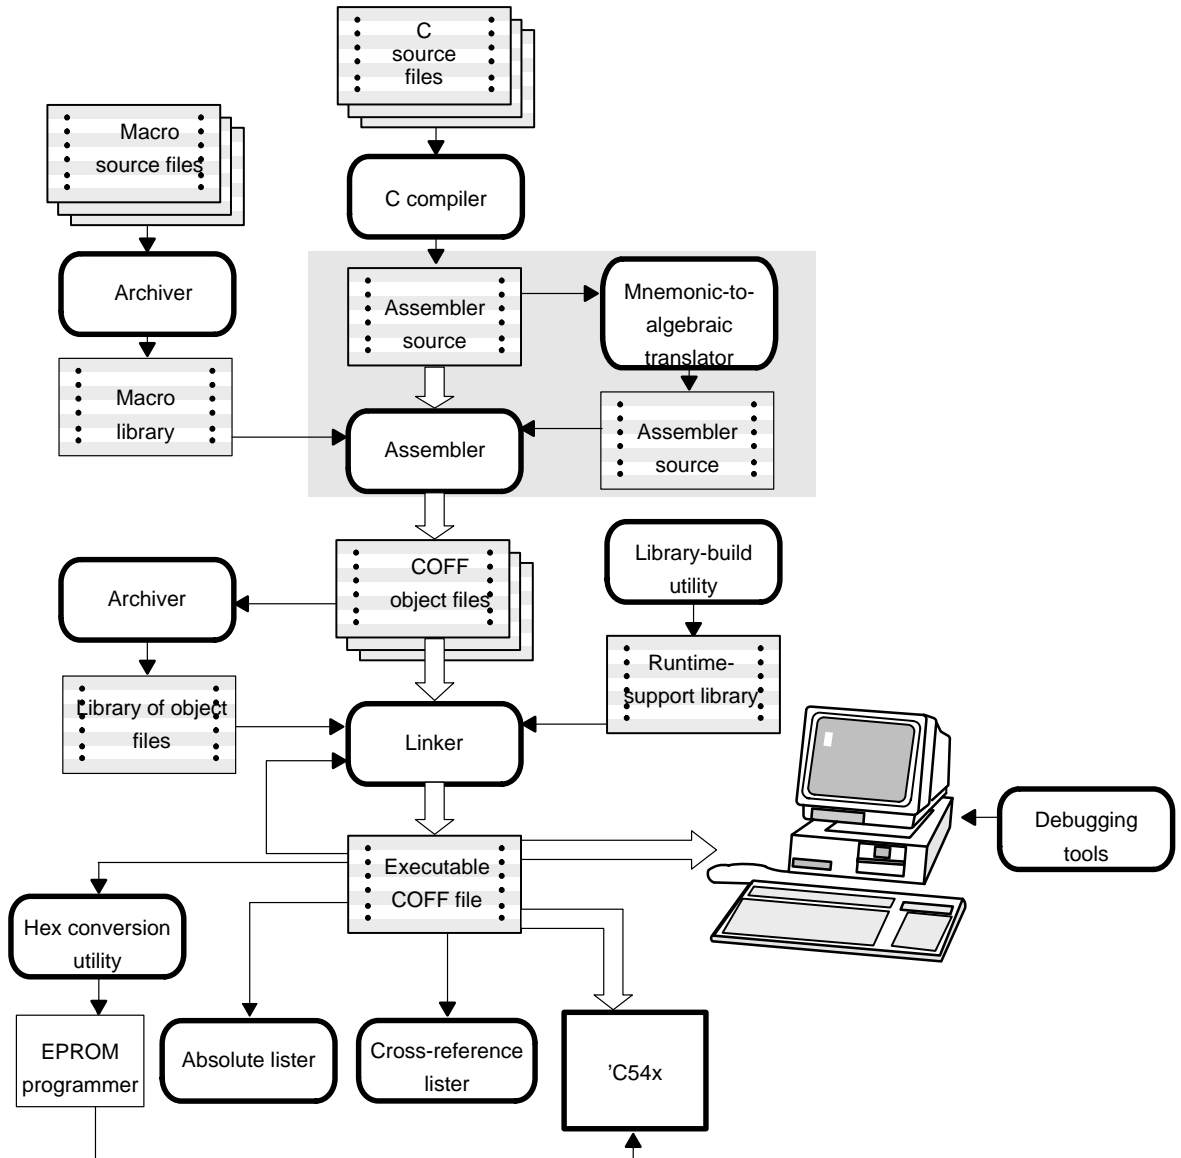 C
source
files
Macro
source files
C compiler
Archiver
Assembler
source
Mnemonic-to-
algebraic
translator
Macro
library
Assembler
Assembler
source
COFF
object files
Library-build
utility
Archiver
Runtime-
support library
Library of object
files
Linker
Debugging
tools
Executable
COFF file
Hex conversion
utility
EPROM
programmer
Absolute lister
Cross-reference
lister
’C54x